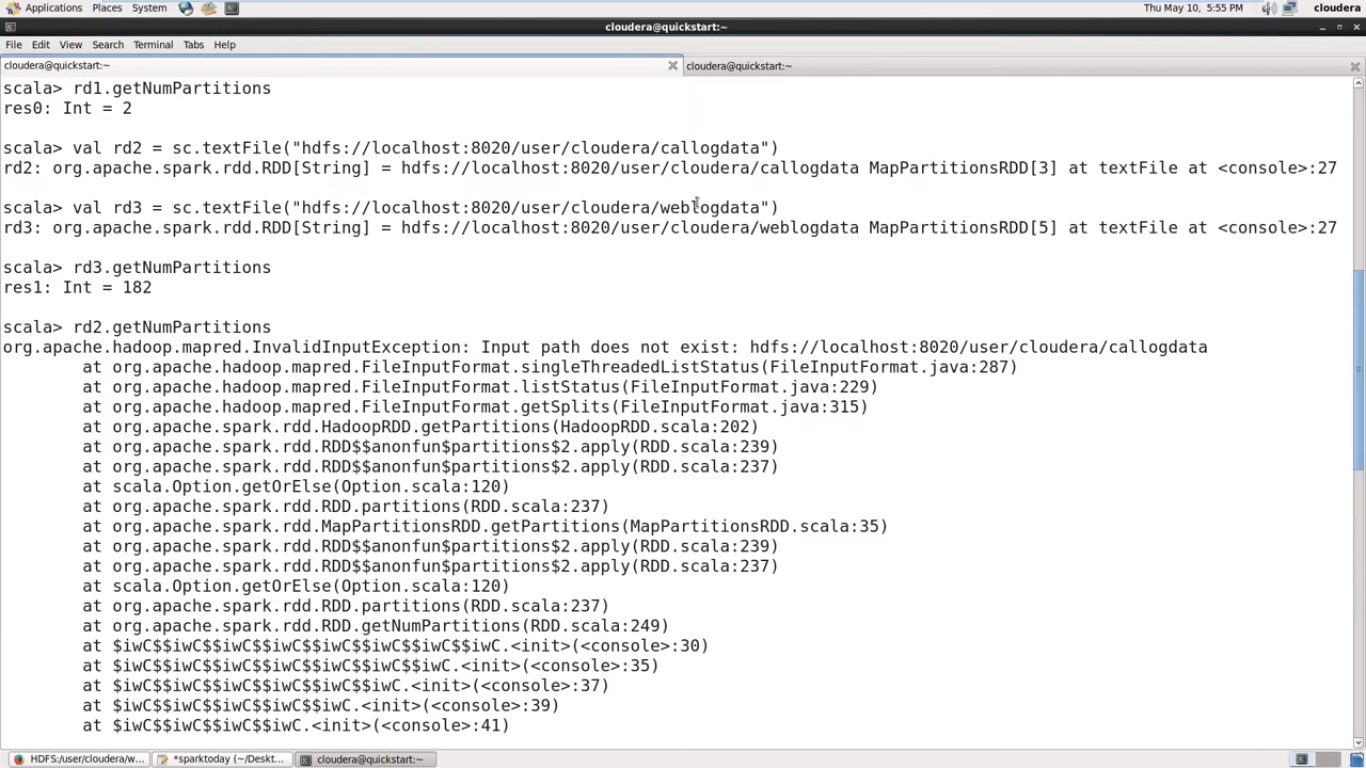 Applications Places System Thu May 10, 5:55 PM cloudera
cloudera@quickstart:~
File Edit View Search Terminal Tabs Help
cloudera@quickstart:~ cloudera@quickstart:~
scala> rd1.getNumPartitions
res0: Int = 2
scala> val rd2 = sc.textFile("hdfs://localhost:8020/user/cloudera/callogdata")
rd2: org.apache.spark.rdd.RDD[String] = hdfs://localhost:8020/user/cloudera/callogdata MapPartitionsRDD[3] at textFile at <console>:27
scala> val rd3 = sc.textFile("hdfs://localhost:8020/user/cloudera/weblogdata")
rd3: org.apache.spark.rdd.RDD[String] = hdfs://localhost:8020/user/cloudera/weblogdata MapPartitionsRDD[5] at textFile at <console>:27
scala> rd3.getNumPartitions
res1: Int = 182
scala> rd2.getNumPartitions
org.apache.hadoop.mapred.InvalidInputException: Input path does not exist: hdfs://localhost:8020/user/cloudera/callogdata
at org.apache.hadoop.mapred.FileInputFormat.singleThreadedListStatus(FileInputFormat.java:287)
at org.apache.hadoop.mapred.FileInputFormat.listStatus(FileInputFormat.java:229)
at org.apache.hadoop.mapred.FileInputFormat.getSplits(FileInputFormat.java:315)
at org.apache.spark.rdd.HadoopRDD.getPartitions(HadoopRDD.scala:202)
at org.apache.spark.rdd.RDD$$anonfun$partitions$2.apply(RDD.scala:239)
at org.apache.spark.rdd.RDD$$anonfun$partitions$2.apply(RDD.scala:237)
at scala.Option.getOrElse(Option.scala:120)
at org.apache.spark.rdd.RDD.partitions(RDD.scala:237)
at org.apache.spark.rdd.MapPartitionsRDD.getPartitions(MapPartitionsRDD.scala:35)
at org.apache.spark.rdd.RDD$$anonfun$partitions$2.apply(RDD.scala:239)
at org.apache.spark.rdd.RDD$$anonfun$partitions$2.apply(RDD.scala:237)
at scala.Option.getOrElse(Option.scala:120)
at org.apache.spark.rdd.RDD.partitions(RDD.scala:237)
at org.apache.spark.rdd.RDD.getNumPartitions(RDD.scala:249)
at $iwC$$iwC$$iwC$$iwC$$iwC$$iwC$$iwC$$iwC.<init>(<console>:30)
at $iwC$$iwC$$iwC$$iwC$$iwC$$iwC$$iwC.<init>(<console>:35)
at $iwC$$iwC$$iwC$$iwC$$iwC$$iwC.<init>(<console>:37)
at $iwC$$iwC$$iwC$$iwC$$iwC.<init>(<console>:39)
at $iwC$$iwC$$iwC$$iwC.<init>(<console>:41)
HDFS:/user/cloudera/w... *sparktoday (~/Deskt... cloudera@quickstart:~